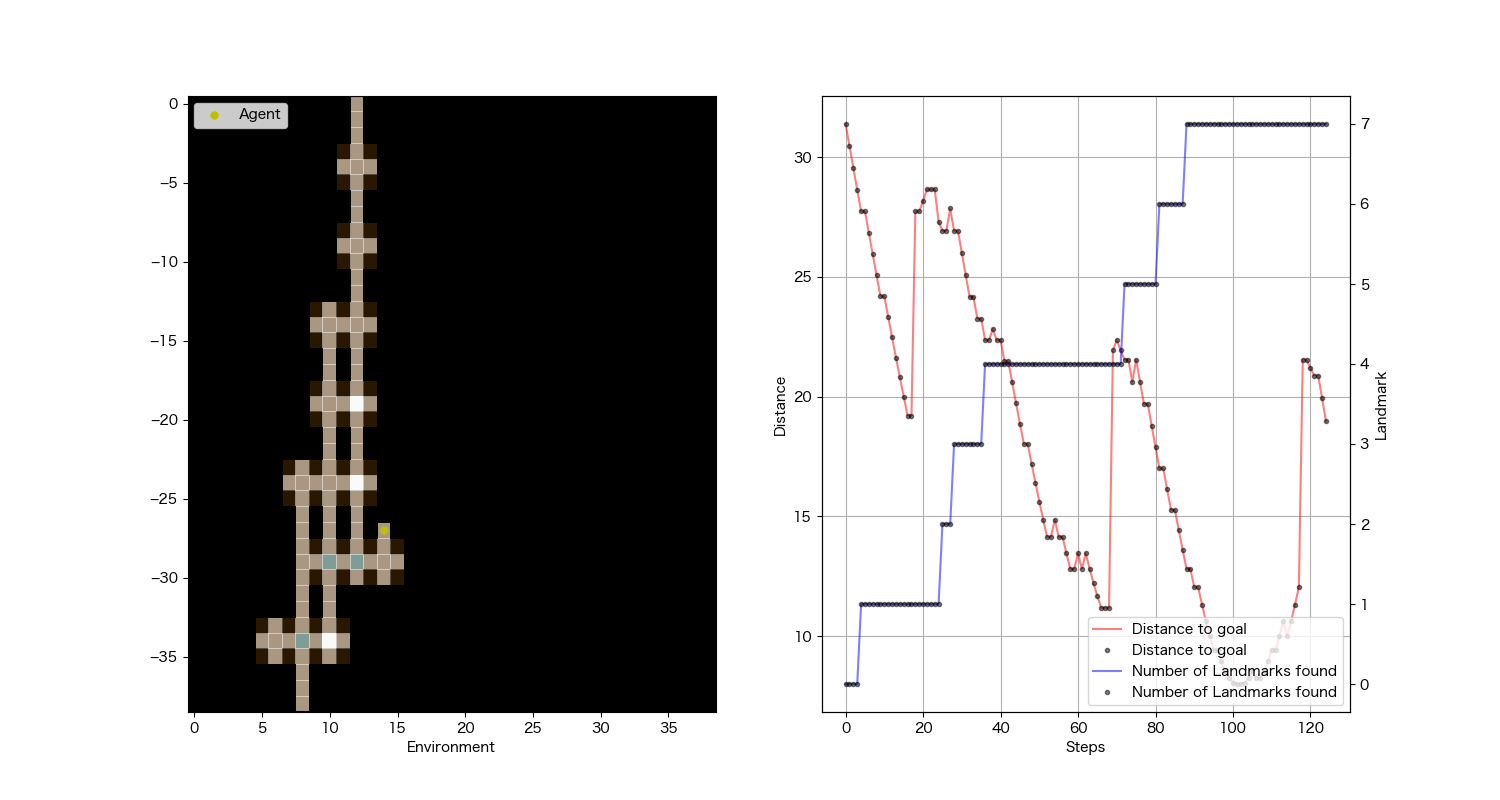 Agent
0
−5
−10
−15
−20
−25
−30
−35
0 5 10 15 20 25 30 35
Environment
30
25
20
15
10
Distance
0 20 40 60 80 100 120
Steps
7
6
5
4
3
2
1
0
Landmark
Distance to goal
Distance to goal
Number of Landmarks found
Number of Landmarks found